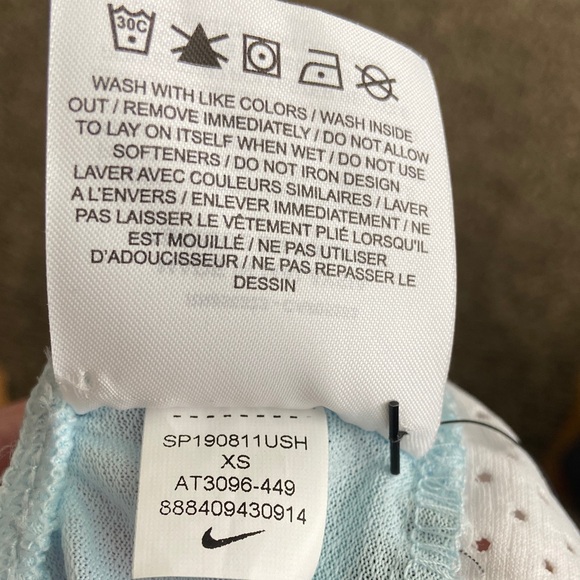 30C
WASH WITH LIKE COLORS / WASH INSIDE
OUT / REMOVE IMMEDIATELY / DO NOT ALLOW
TO LAY ON ITSELF WHEN WET / DO NOT USE
SOFTENERS / DO NOT IRON DESIGN
LAVER AVEC COULEURS SIMILAIRES / LAVER
A L'ENVERS / ENLEVER IMMEDIATEMENT / NE
PAS LAISSER LE VÊTEMENT PLIÉ LORSQU'IL
EST MOUILLÉ / NE PAS UTILISER
D'ADOUCISSEUR / NE PAS REPASSER LE
DESSIN
SP190811USH
XS
AT3096-449
888409430914